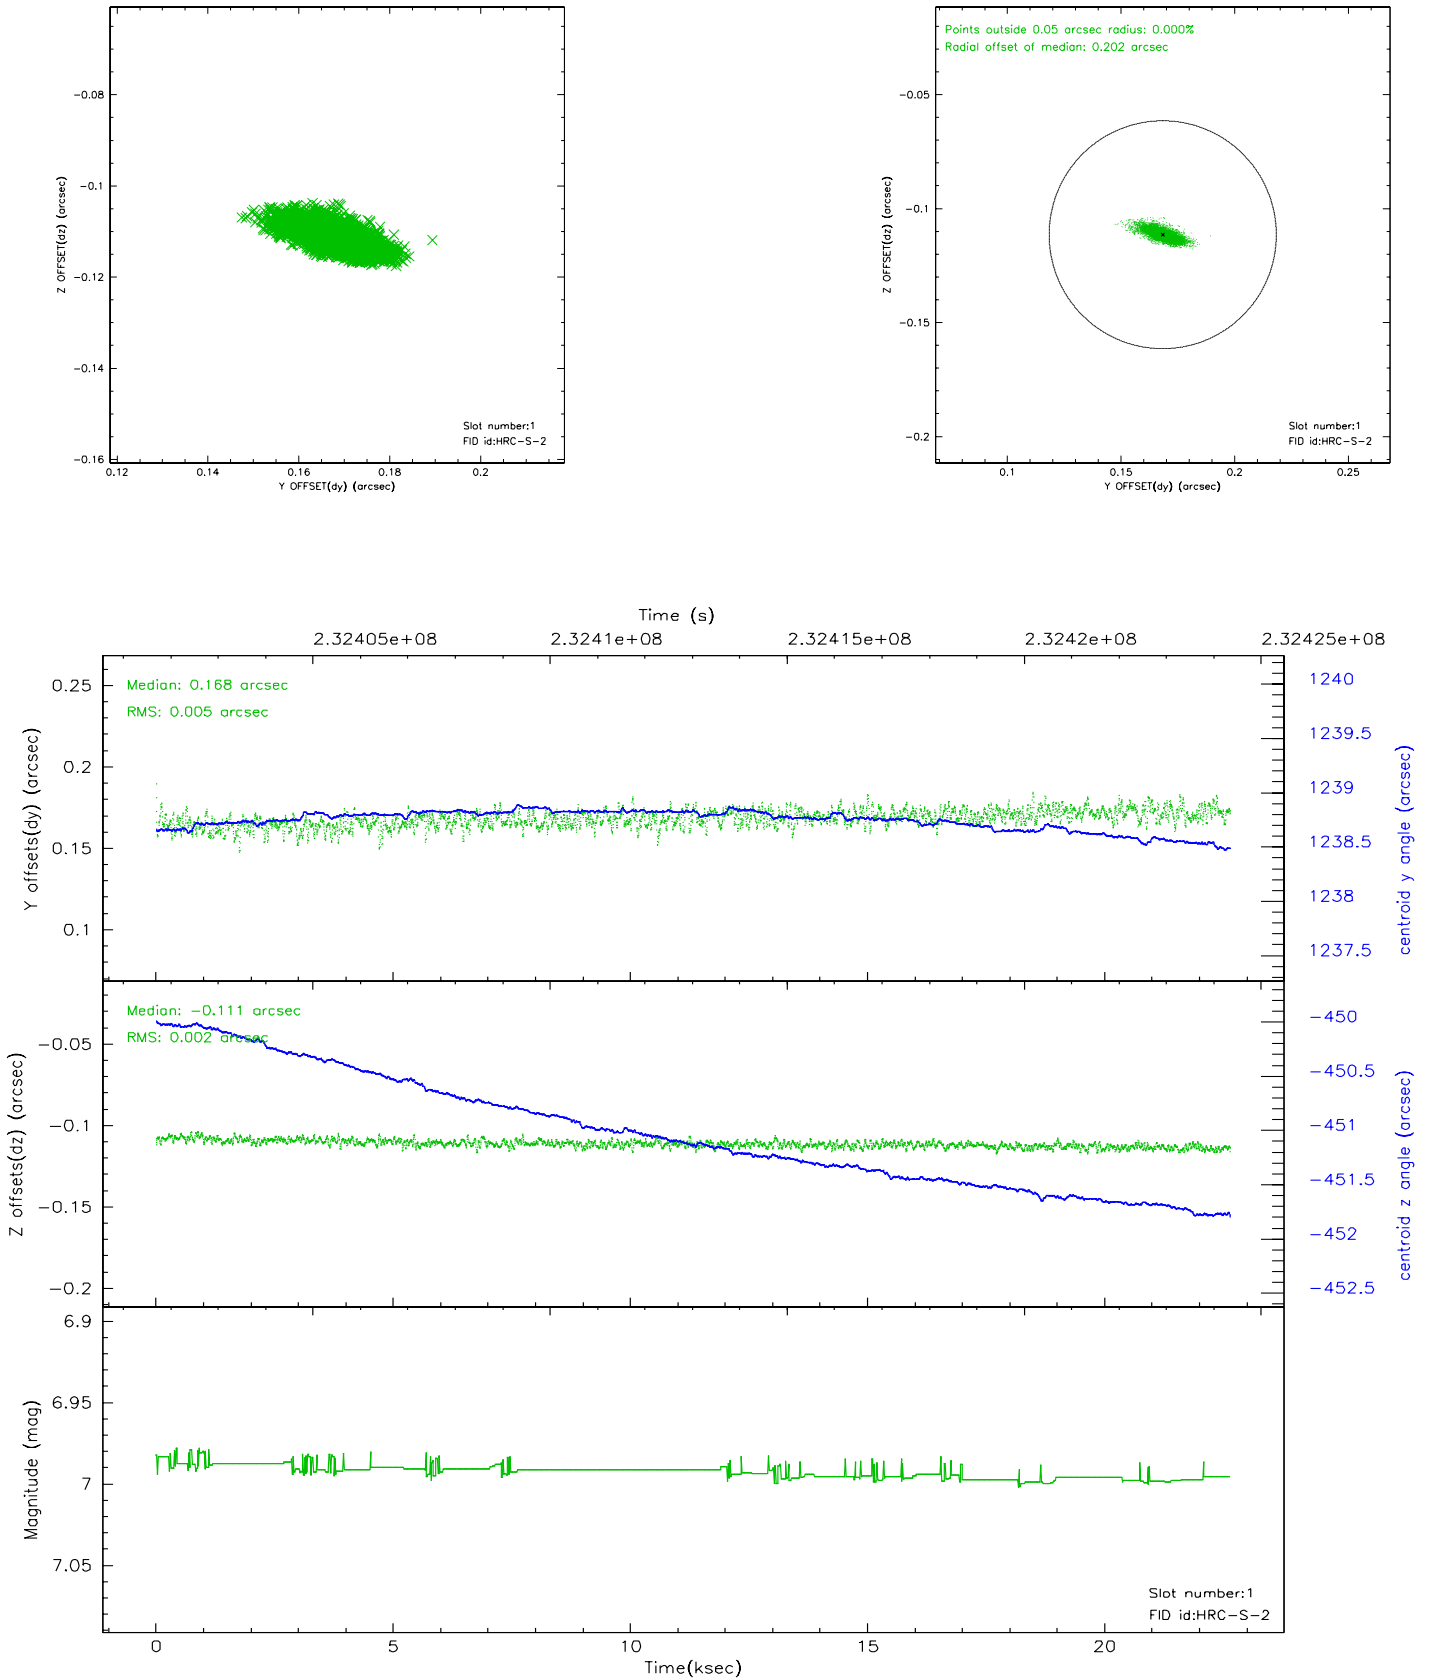 -0.08
-0.1
-0.12
-0.14
-0.16
Z OFFSET(dz) (arcsec)
Slot number:1
FID id:HRC-S-2
0.12 0.14 0.16 0.18 0.2
Y OFFSET(dy) (arcsec)
Points outside 0.05 arcsec radius: 0.000%
Radial offset of median: 0.202 arcsec
-0.05
-0.1
-0.15
-0.2
Z OFFSET(dz) (arcsec)
Slot number:1
FID id:HRC-S-2
0.1 0.15 0.2 0.25
Y OFFSET(dy) (arcsec)
Time (s)
2.32405e+08 2.3241e+08 2.32415e+08 2.3242e+08 2.32425e+08
Median: 0.168 arcsec
RMS: 0.005 arcsec
0.25
0.2
0.15
0.1
Y offsets(dy) (arcsec)
1240
1239.5
1239
1238.5
1238
1237.5
centroid y angle (arcsec)
Median: -0.111 arcsec
RMS: 0.002 arcsec
-0.05
-0.1
-0.15
-0.2
Z offsets(dz) (arcsec)
-450
-450.5
-451
-451.5
-452
-452.5
centroid z angle (arcsec)
6.9
6.95
7
7.05
Magnitude (mag)
Slot number:1
FID id:HRC-S-2
0 5 10 15 20
Time(ksec)